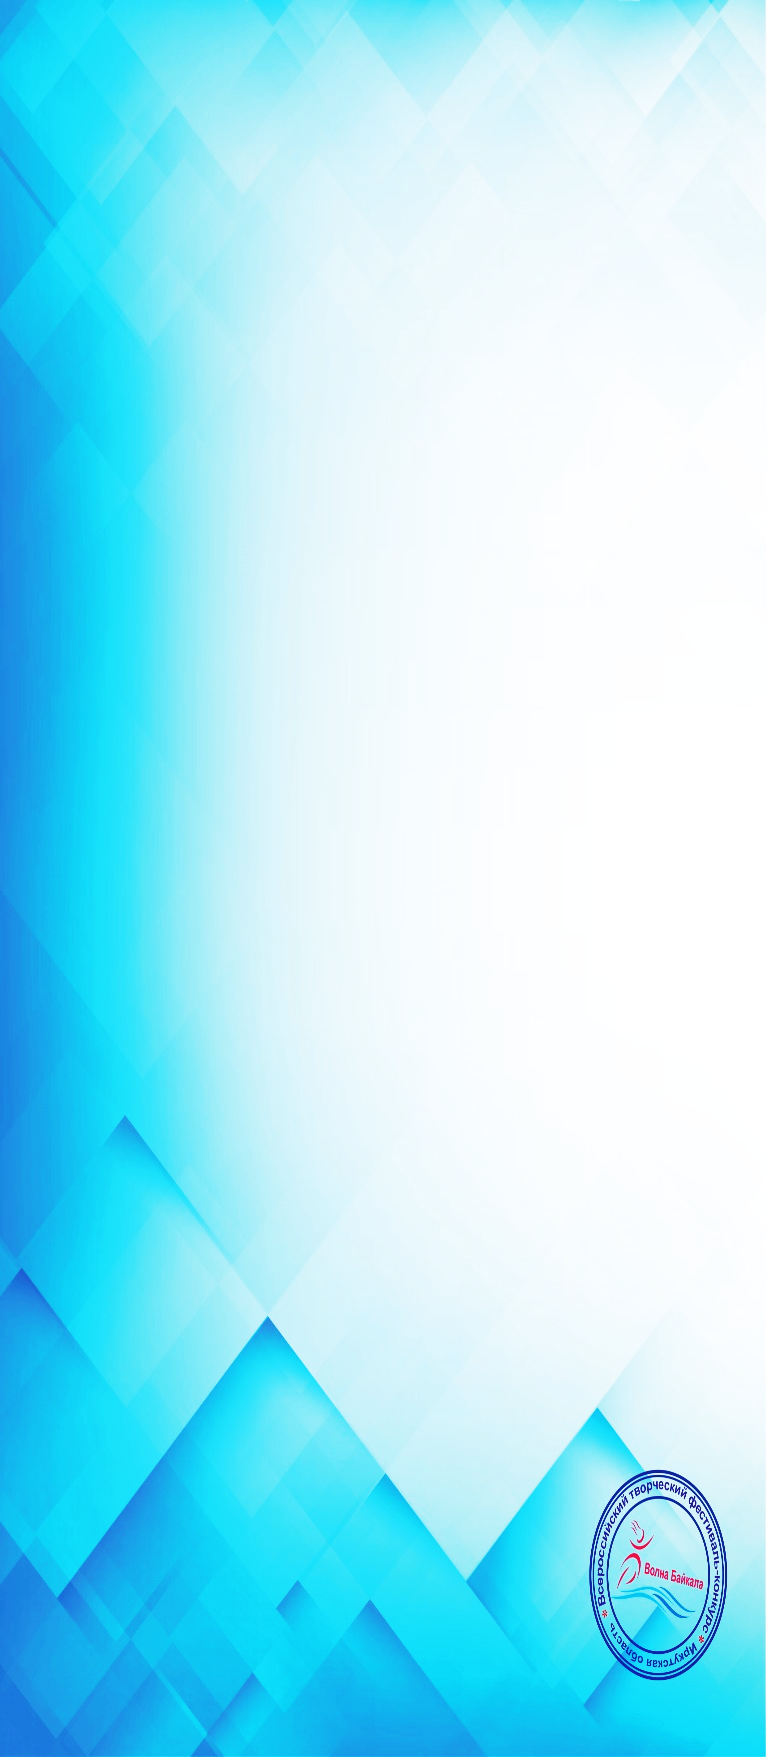 Всероссийский творческий фестиваль-конкурс
Волна Байкала
* Иркутская область *